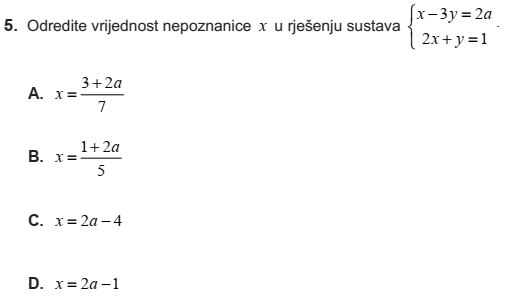 5. Odredite vrijednost nepoznanice x u rješenju sustava { x − 3y = 2a
2x + y = 1 .
A. x = (3 + 2a)/7
B. x = (1 + 2a)/5
C. x = 2a − 4
D. x = 2a − 1